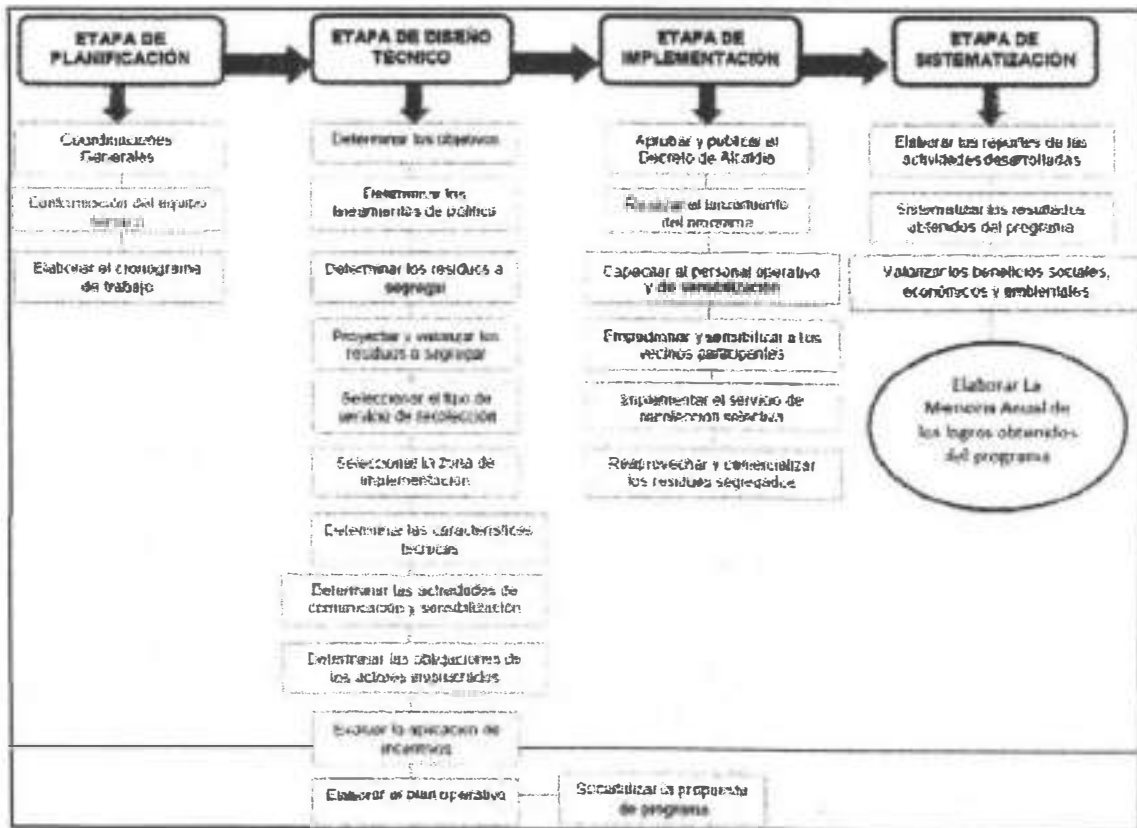 ETAPA DE
PLANIFICACIÓN
Coordinaciones
Generales
Conformación del equipo
técnico
Elaborar el cronograma
de trabajo
ETAPA DE DISEÑO
TECNICO
Determinar los objetivos
Determinar los
lineamientos de política
Determinar los residuos a
segregar
Proyectar y valorizar los
residuos a segregar
Seleccionar el tipo de
servicio de recolección
Seleccionar la zona de
implementación
Determinar las características
técnicas
Determinar las actividades de
comunicación y sensibilización
Determinar las obligaciones de
los actores involucrados
Evaluar la aplicación de
incentivos
Elaborar el plan operativo
Sociabilizar la propuesta
de programa
ETAPA DE
IMPLEMENTACIÓN
Aprobar y publicar el
Decreto de Alcaldía
Realizar el lanzamiento
del programa
Capacitar al personal operativo
y de sensibilización
Empadronar y sensibilizar a los
vecinos participantes
Implementar el servicio de
recolección selectiva
Reaprovechar y comercializar
los residuos segregados
ETAPA DE
SISTEMATIZACIÓN
Elaborar los reportes de las
actividades desarrolladas
Sistematizar los resultados
obtenidos del programa
Valorizar los beneficios sociales,
económicos y ambientales
Elaborar La
Memoria Anual de
los logros obtenidos
del programa